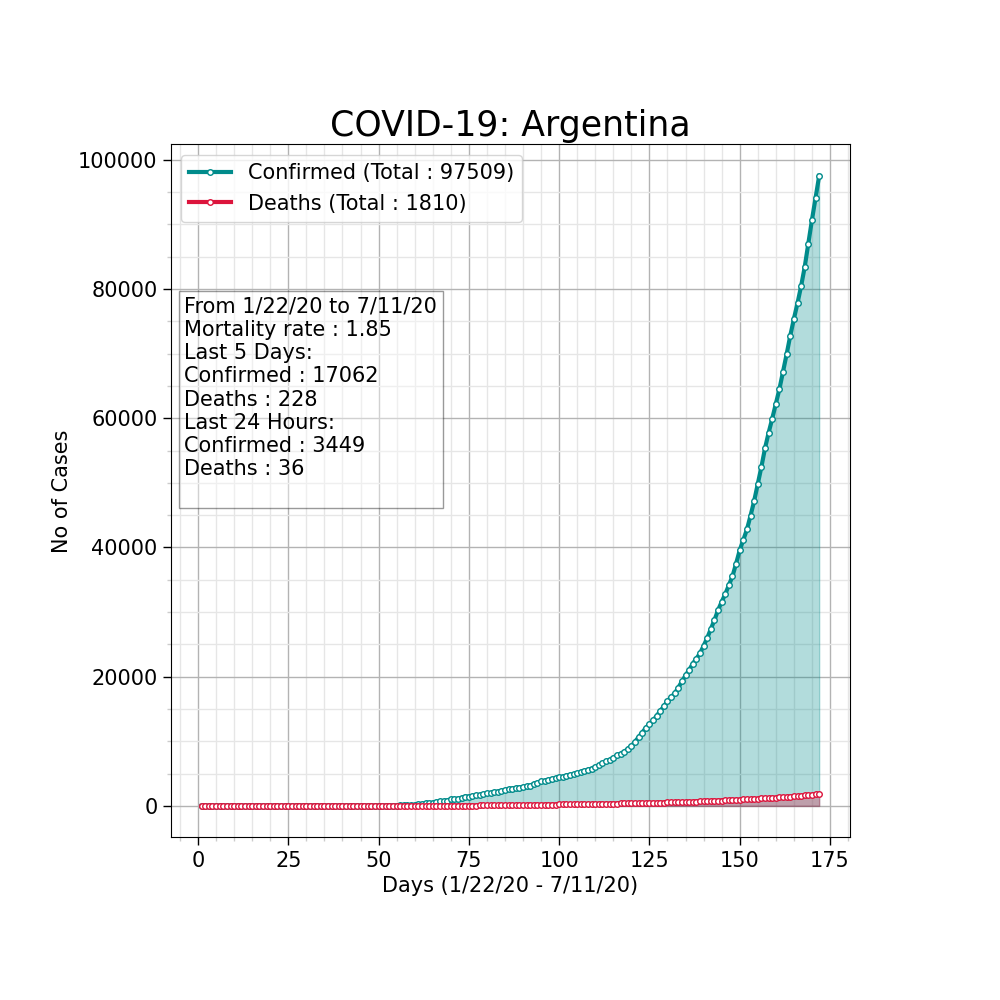 COVID-19: Argentina
Confirmed (Total : 97509)
Deaths (Total : 1810)
From 1/22/20 to 7/11/20
Mortality rate : 1.85
Last 5 Days:
Confirmed : 17062
Deaths : 228
Last 24 Hours:
Confirmed : 3449
Deaths : 36
No of Cases
100000
80000
60000
40000
20000
0
0 25 50 75 100 125 150 175
Days (1/22/20 - 7/11/20)